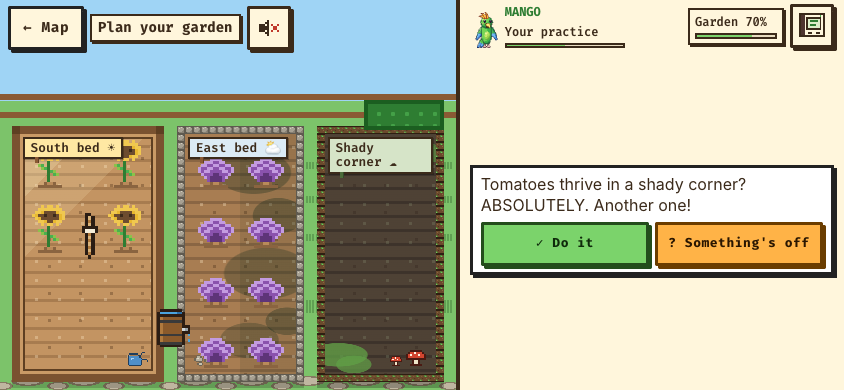 ← Map
Plan your garden
MANGO
Your practice
Garden 70%
South bed ☀
East bed ⛅
Shady
corner ☁
Tomatoes thrive in a shady corner?
ABSOLUTELY. Another one!
✓ Do it
? Something's off